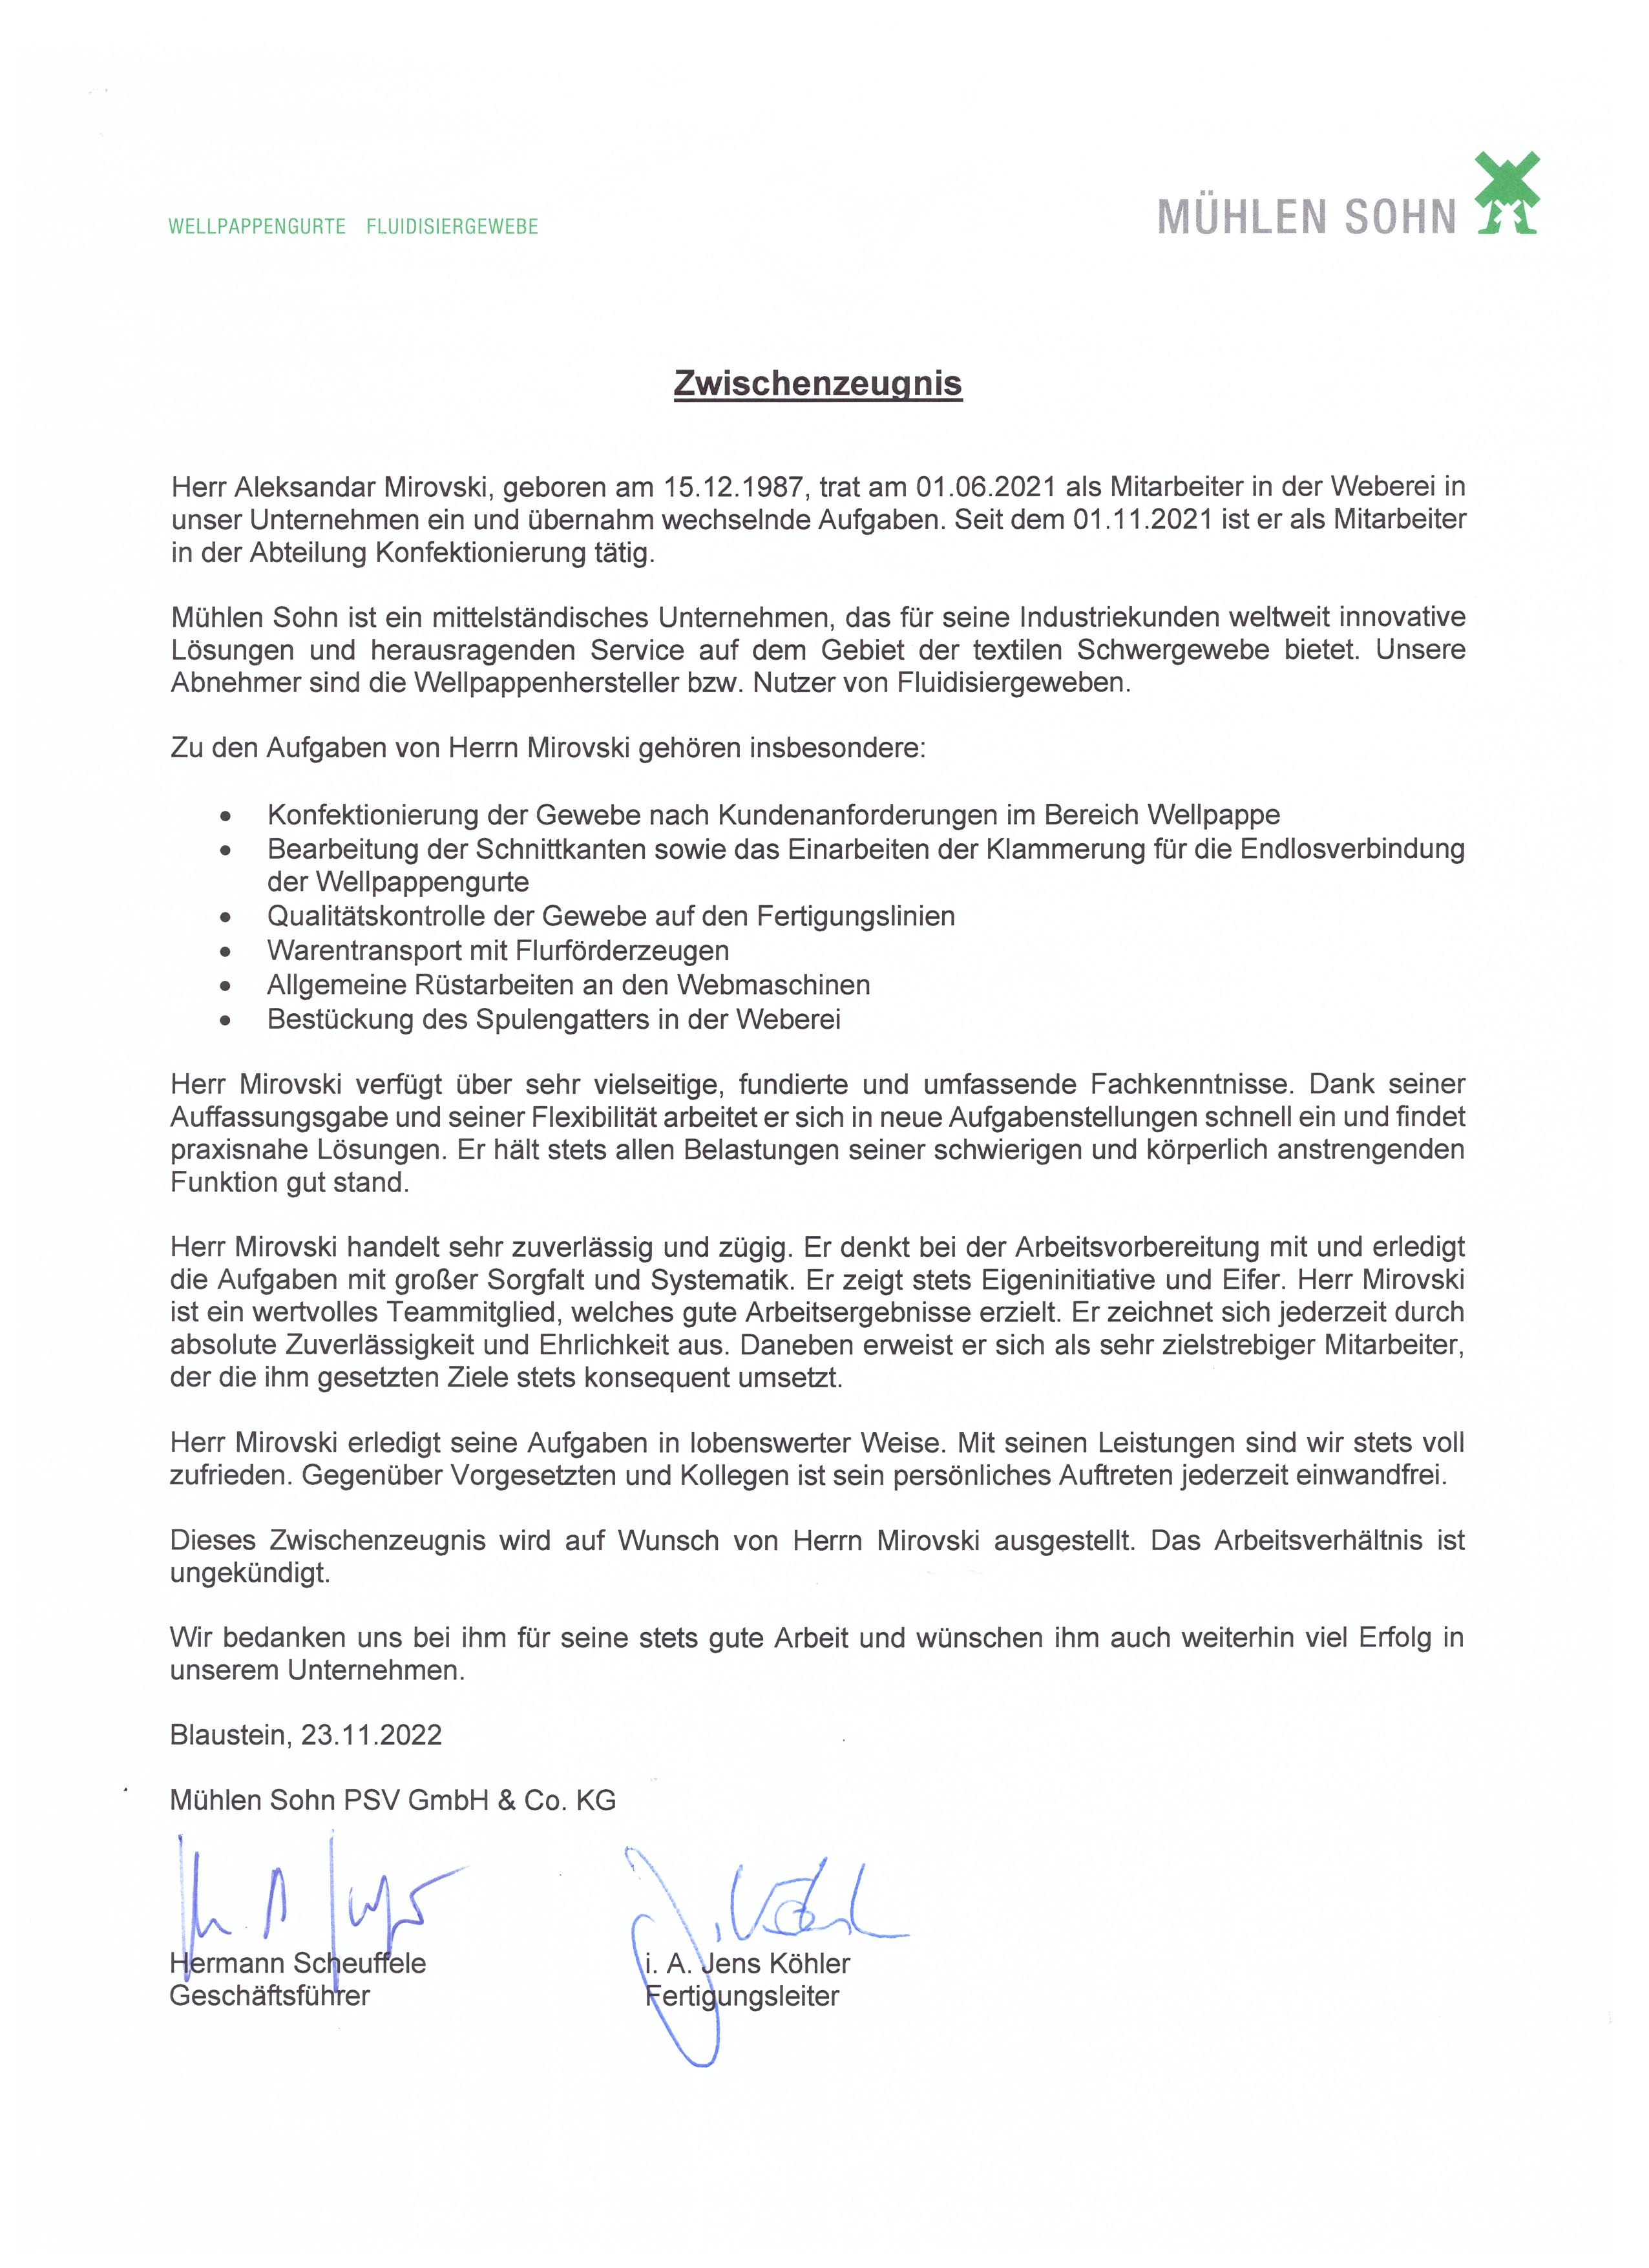 WELLPAPPENGURTE FLUIDISIERGEWEBE
MÜHLEN SOHN
Zwischenzeugnis
Herr Aleksandar Mirovski, geboren am 15.12.1987, trat am 01.06.2021 als Mitarbeiter in der Weberei in
unser Unternehmen ein und übernahm wechselnde Aufgaben. Seit dem 01.11.2021 ist er als Mitarbeiter
in der Abteilung Konfektionierung tätig.
Mühlen Sohn ist ein mittelständisches Unternehmen, das für seine Industriekunden weltweit innovative
Lösungen und herausragenden Service auf dem Gebiet der textilen Schwergewebe bietet. Unsere
Abnehmer sind die Wellpappenhersteller bzw. Nutzer von Fluidisiergeweben.
Zu den Aufgaben von Herrn Mirovski gehören insbesondere:
• Konfektionierung der Gewebe nach Kundenanforderungen im Bereich Wellpappe
• Bearbeitung der Schnittkanten sowie das Einarbeiten der Klammerung für die Endlosverbindung
der Wellpappengurte
• Qualitätskontrolle der Gewebe auf den Fertigungslinien
• Warentransport mit Flurförderzeugen
• Allgemeine Rüstarbeiten an den Webmaschinen
• Bestückung des Spulengatters in der Weberei
Herr Mirovski verfügt über sehr vielseitige, fundierte und umfassende Fachkenntnisse. Dank seiner
Auffassungsgabe und seiner Flexibilität arbeitet er sich in neue Aufgabenstellungen schnell ein und findet
praxisnahe Lösungen. Er hält stets allen Belastungen seiner schwierigen und körperlich anstrengenden
Funktion gut stand.
Herr Mirovski handelt sehr zuverlässig und zügig. Er denkt bei der Arbeitsvorbereitung mit und erledigt
die Aufgaben mit großer Sorgfalt und Systematik. Er zeigt stets Eigeninitiative und Eifer. Herr Mirovski
ist ein wertvolles Teammitglied, welches gute Arbeitsergebnisse erzielt. Er zeichnet sich jederzeit durch
absolute Zuverlässigkeit und Ehrlichkeit aus. Daneben erweist er sich als sehr zielstrebiger Mitarbeiter,
der die ihm gesetzten Ziele stets konsequent umsetzt.
Herr Mirovski erledigt seine Aufgaben in lobenswerter Weise. Mit seinen Leistungen sind wir stets voll
zufrieden. Gegenüber Vorgesetzten und Kollegen ist sein persönliches Auftreten jederzeit einwandfrei.
Dieses Zwischenzeugnis wird auf Wunsch von Herrn Mirovski ausgestellt. Das Arbeitsverhältnis ist
ungekündigt.
Wir bedanken uns bei ihm für seine stets gute Arbeit und wünschen ihm auch weiterhin viel Erfolg in
unserem Unternehmen.
Blaustein, 23.11.2022
Mühlen Sohn PSV GmbH & Co. KG
Hermann Scheuffele
Geschäftsführer
i. A. Jens Köhler
Fertigungsleiter